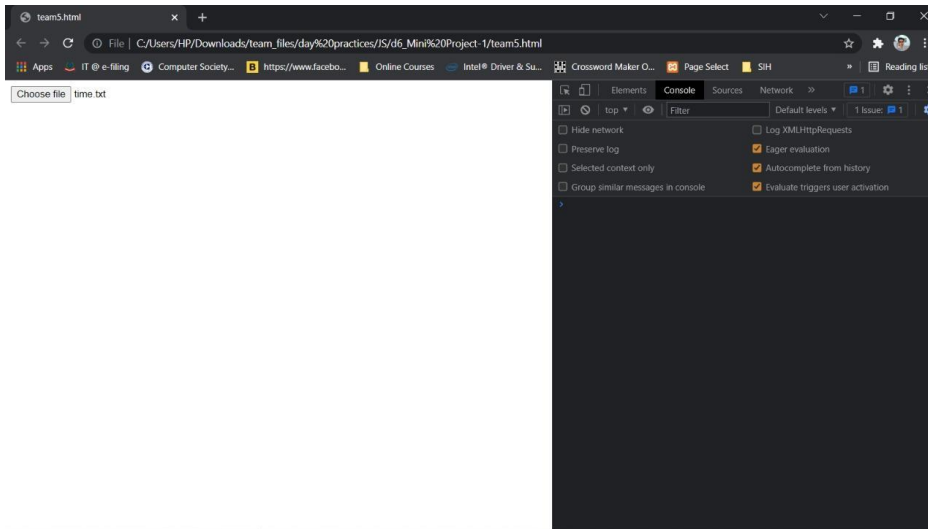 team5.html
File | C:/Users/HP/Downloads/team_files/day%20practices/JS/d6_Mini%20Project-1/team5.html
Apps IT @ e-filing Computer Society... https://www.facebo... Online Courses Intel® Driver & Su... Crossword Maker O... Page Select SIH » Reading lis
Choose file time.txt
Elements Console Sources Network » 1
top ▾ Filter Default levels ▾ 1 Issue: 1
Hide network Log XMLHttpRequests
Preserve log Eager evaluation
Selected context only Autocomplete from history
Group similar messages in console Evaluate triggers user activation